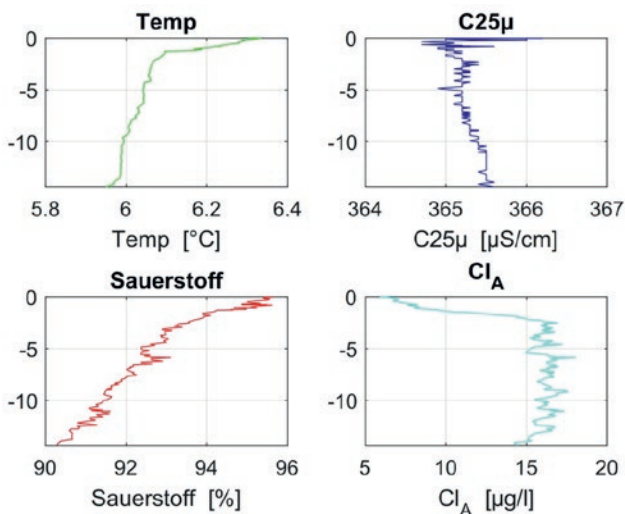 Temp
0
-5
-10
5.8 6 6.2 6.4
Temp [°C]
C25µ
0
-5
-10
364 365 366 367
C25µ [µS/cm]
Sauerstoff
0
-5
-10
90 92 94 96
Sauerstoff [%]
Cl_A
0
-5
-10
5 10 15 20
Cl_A [µg/l]